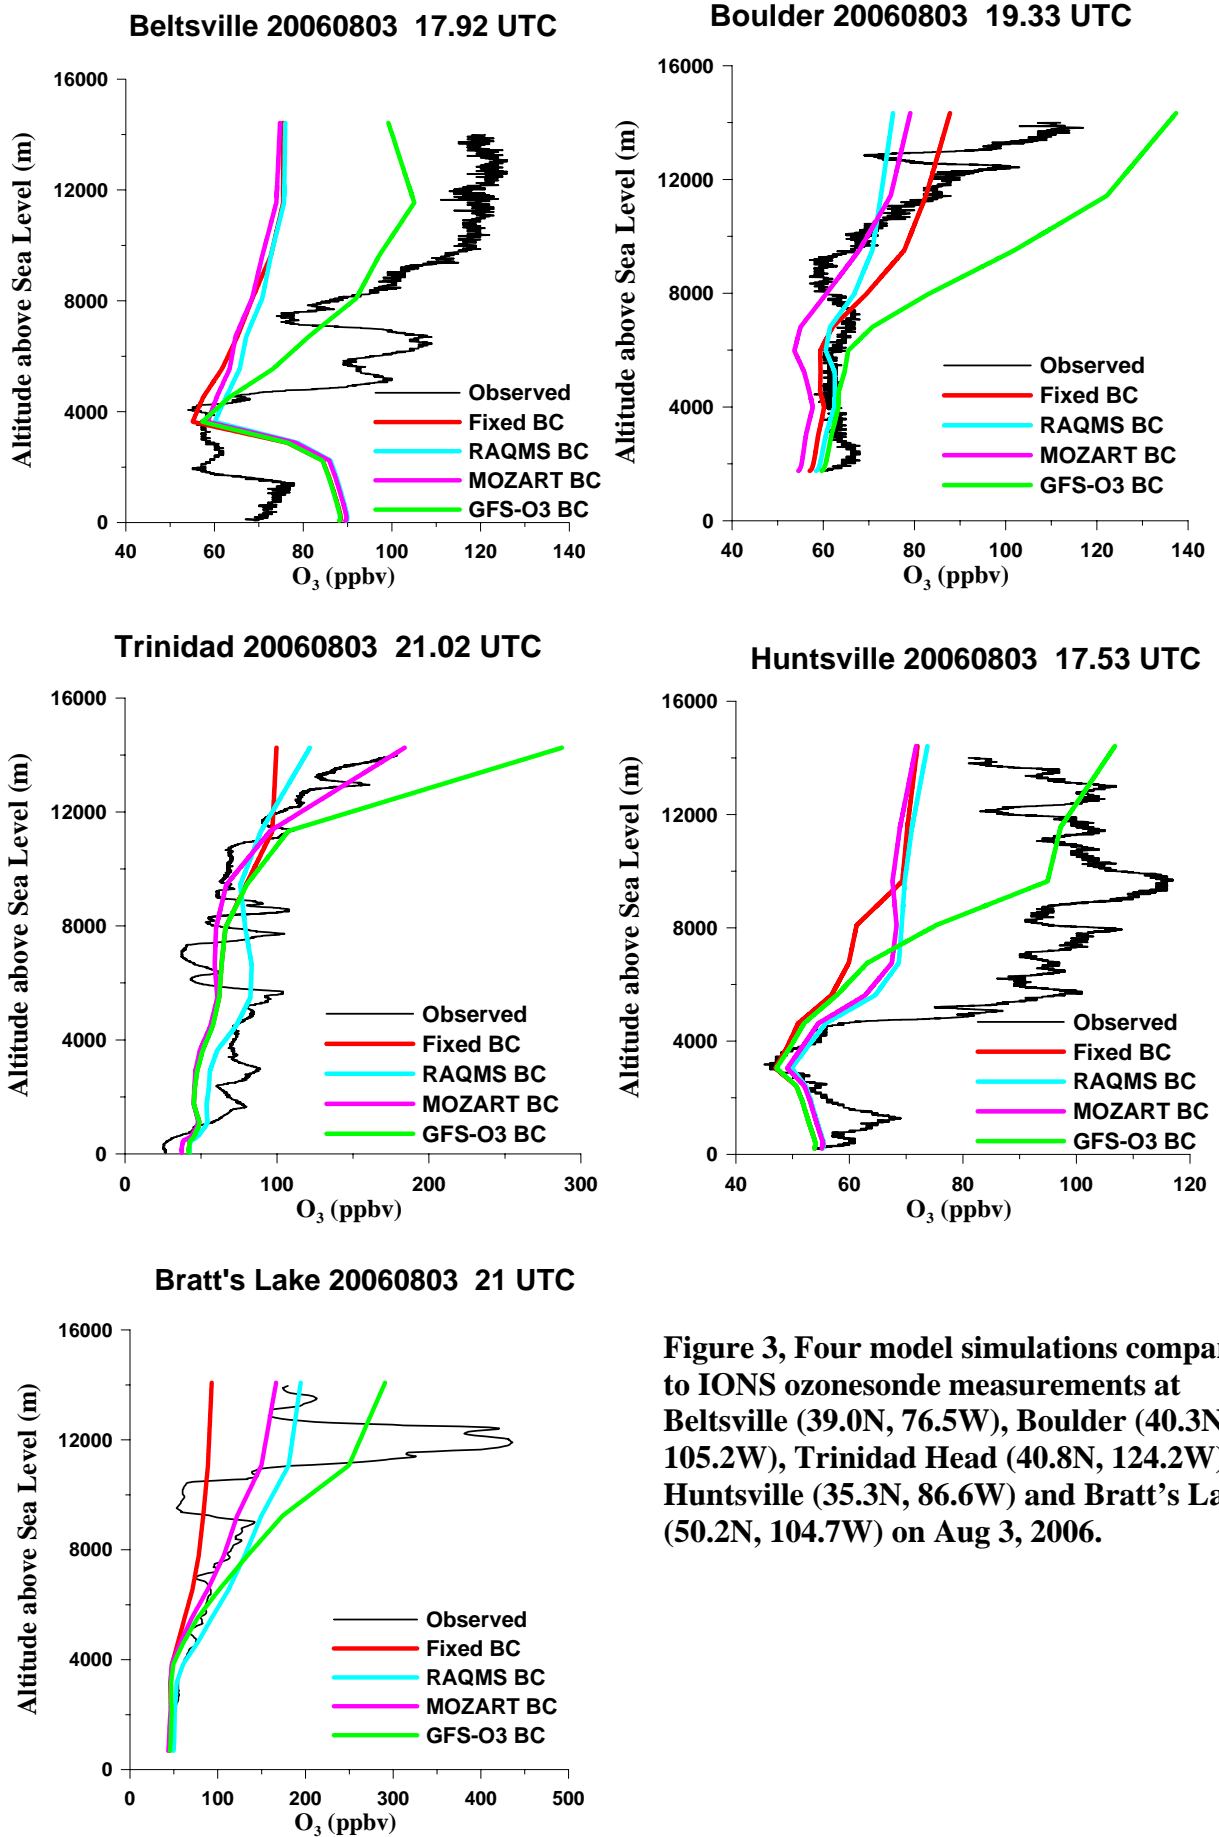 Beltsville 20060803 17.92 UTC
16000
12000
8000
4000
0
Altitude above Sea Level (m)
40 60 80 100 120 140
O3 (ppbv)
Observed
Fixed BC
RAQMS BC
MOZART BC
GFS-O3 BC
Boulder 20060803 19.33 UTC
16000
12000
8000
4000
0
Altitude above Sea Level (m)
40 60 80 100 120 140
O3 (ppbv)
Observed
Fixed BC
RAQMS BC
MOZART BC
GFS-O3 BC
Trinidad 20060803 21.02 UTC
16000
12000
8000
4000
0
Altitude above Sea Level (m)
0 100 200 300
O3 (ppbv)
Observed
Fixed BC
RAQMS BC
MOZART BC
GFS-O3 BC
Huntsville 20060803 17.53 UTC
16000
12000
8000
4000
0
Altitude above Sea Level (m)
40 60 80 100 120
O3 (ppbv)
Observed
Fixed BC
RAQMS BC
MOZART BC
GFS-O3 BC
Bratt's Lake 20060803 21 UTC
16000
12000
8000
4000
0
Altitude above Sea Level (m)
0 100 200 300 400 500
O3 (ppbv)
Observed
Fixed BC
RAQMS BC
MOZART BC
GFS-O3 BC
Figure 3, Four model simulations compar
to IONS ozonesonde measurements at
Beltsville (39.0N, 76.5W), Boulder (40.3N
105.2W), Trinidad Head (40.8N, 124.2W)
Huntsville (35.3N, 86.6W) and Bratt’s La
(50.2N, 104.7W) on Aug 3, 2006.